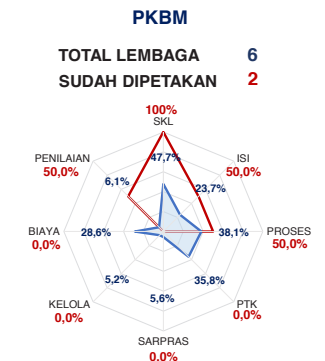 PKBM
TOTAL LEMBAGA 6
SUDAH DIPETAKAN 2
100%
SKL
47,7%
PENILAIAN
50,0%
ISI
50,0%
6,1%
23,7%
BIAYA
0,0%
28,6%
38,1%
PROSES
50,0%
5,2%
35,8%
KELOLA
0,0%
5,6%
PTK
0,0%
SARPRAS
0.0%